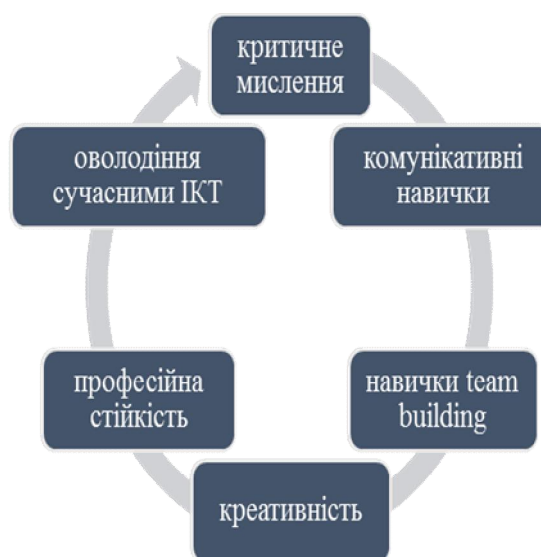 критичне
мислення
комунікативні
навички
навички team
building
креативність
професійна
стійкість
оволодіння
сучасними ІКТ